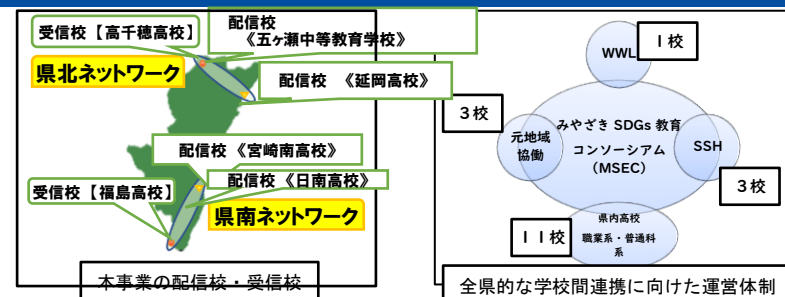 受信校【高千穂高校】
配信校
《五ヶ瀬中等教育学校》
県北ネットワーク
配信校 《延岡高校》
配信校 《宮崎南高校》
配信校 《日南高校》
受信校【福島高校】
県南ネットワーク
本事業の配信校・受信校
WWL
1校
3校
元地域
協働
みやざき SDGs 教育
コンソーシアム
(MSEC)
SSH
3校
11校
県内高校
職業系・普通科
系
全県的な学校間連携に向けた運営体制